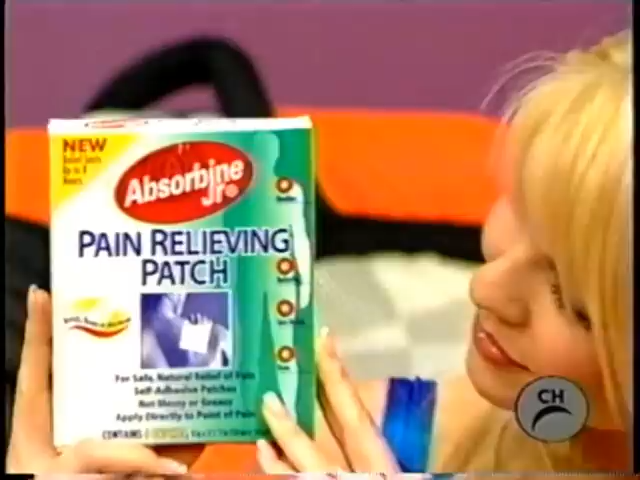 NEW
Absorbine
Jr®
PAIN RELIEVING
PATCH
For Safe, Natural Relief of Pain
Self-Adhesive Patches
Not Messy or Greasy
Apply Directly to Point of Pain
CONTAINS
CH